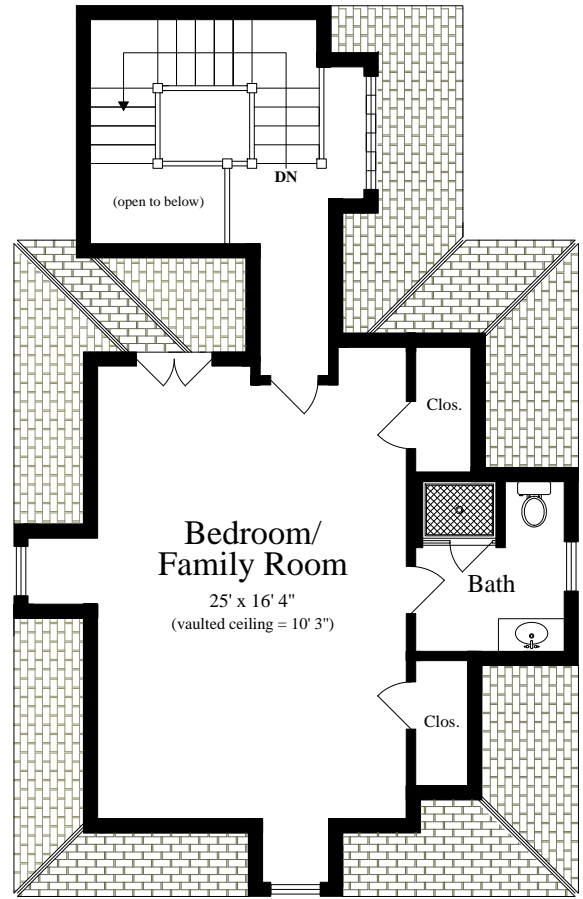 DN
(open to below)
Clos.
Bedroom/
Family Room
25' x 16' 4"
(vaulted ceiling = 10' 3")
Bath
Clos.